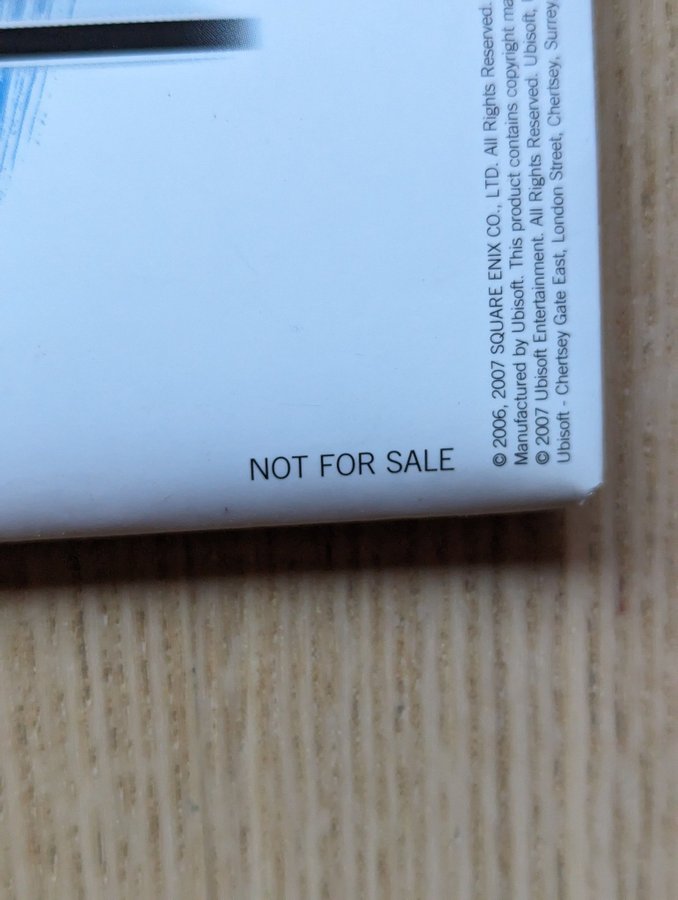 NOT FOR SALE
© 2006, 2007 SQUARE ENIX CO., LTD. All Rights Reserved.
Manufactured by Ubisoft. This product contains copyright
© 2007 Ubisoft Entertainment. All Rights Reserved. Ubisoft,
Ubisoft - Chertsey Gate East, London Street, Chertsey, Surrey